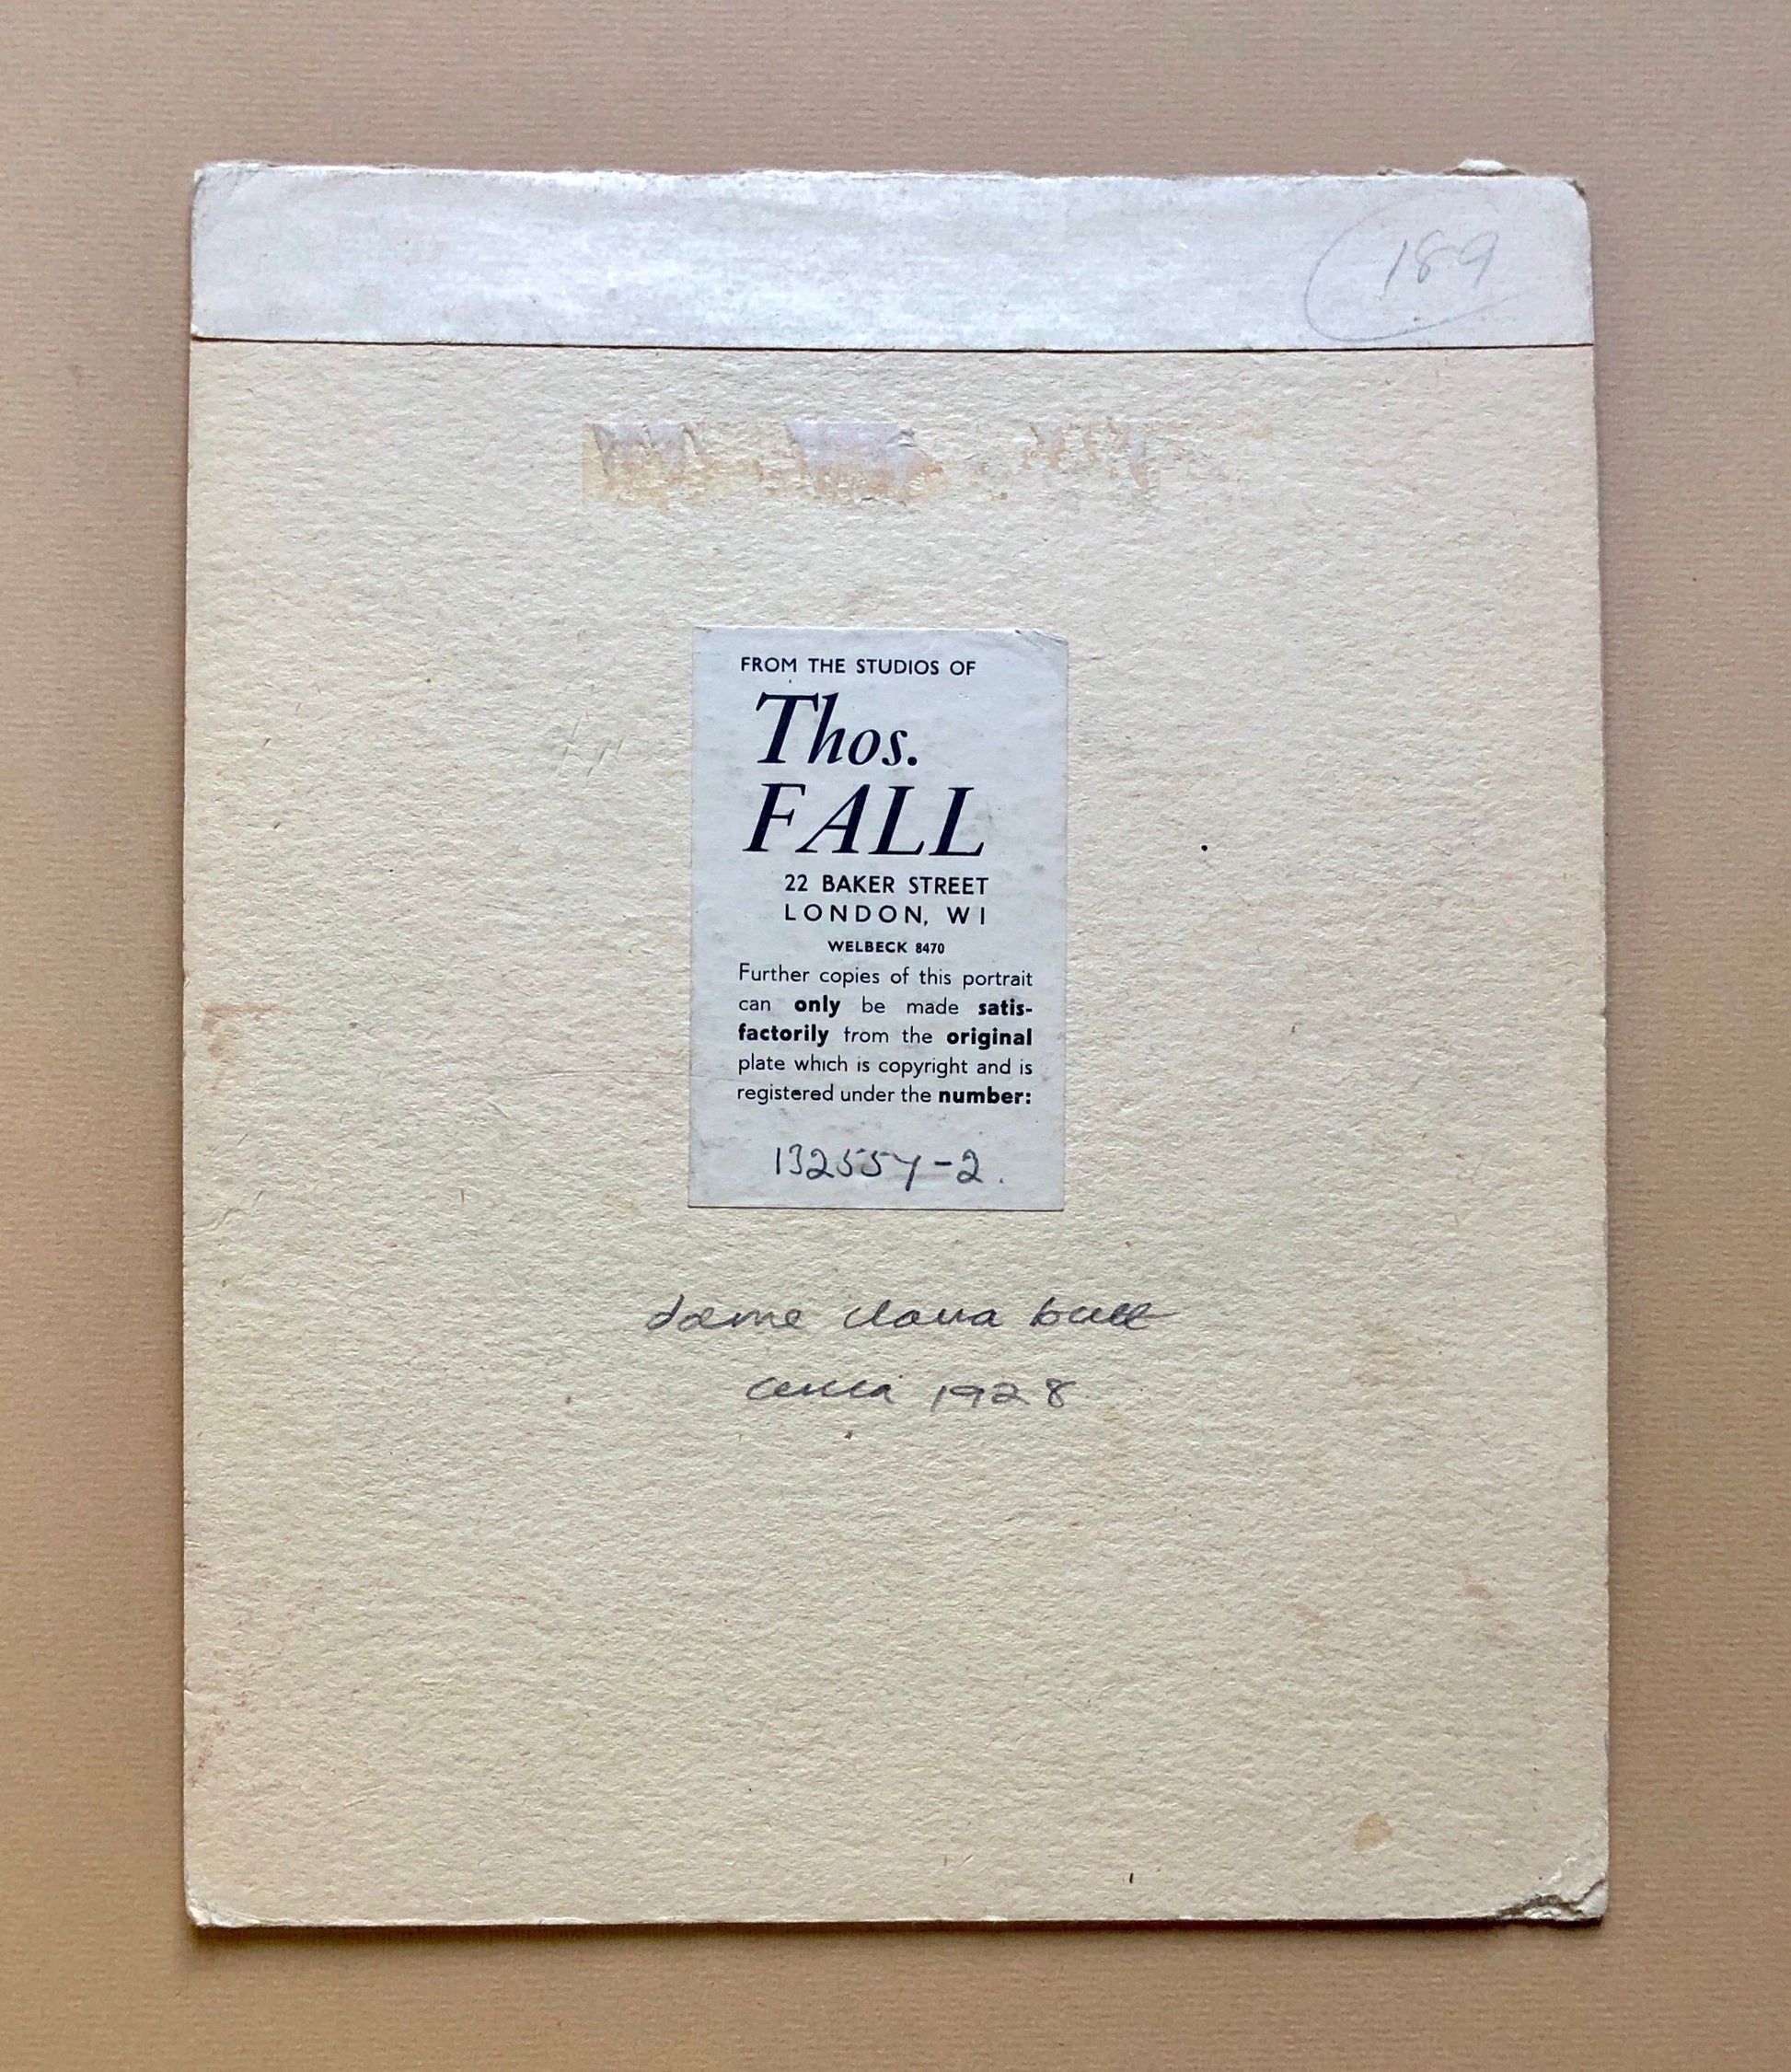 189
FROM THE STUDIOS OF
Thos.
FALL
22 BAKER STREET
LONDON, W1
WELBECK 8470
Further copies of this portrait
can only be made satis-
factorily from the original
plate which is copyright and is
registered under the number:
13255Y-2.
dame clara butt
circa 1928